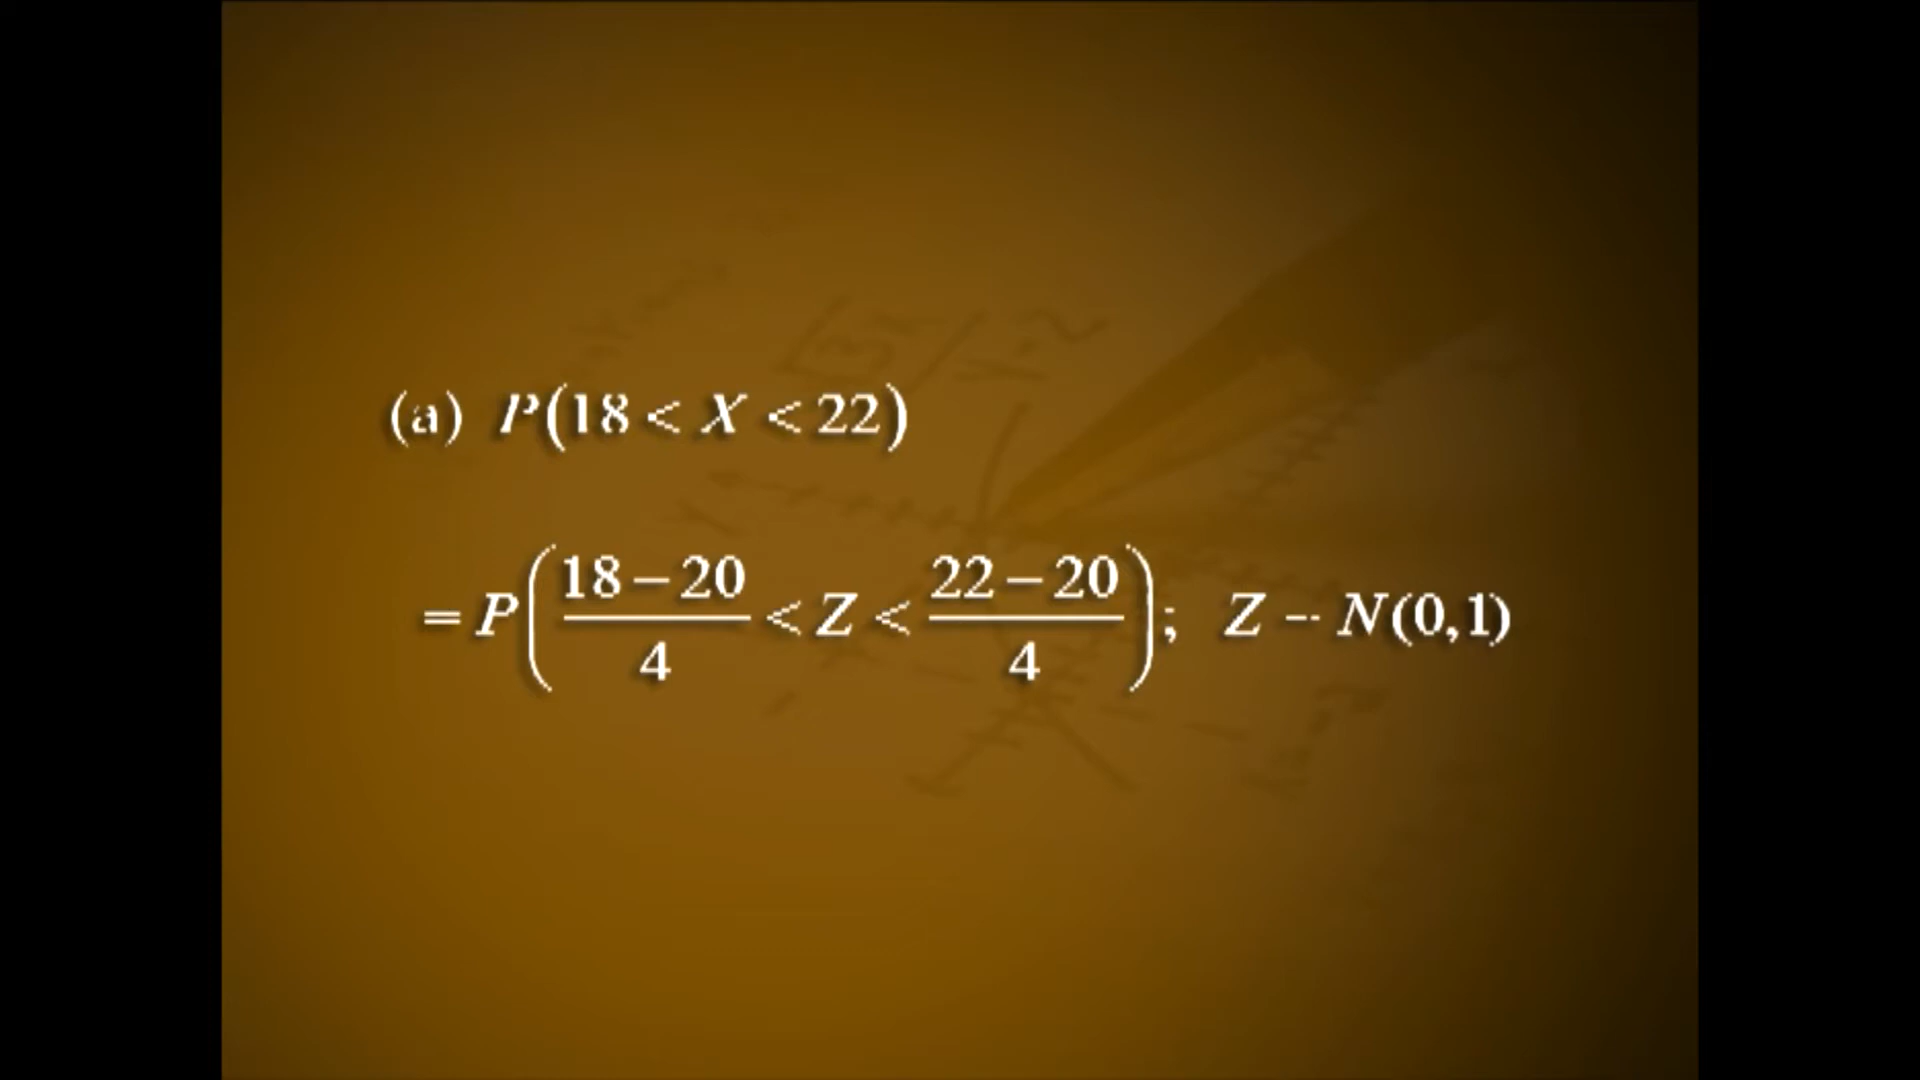 (a) P(18 < X < 22)
= P((18 − 20)/4 < Z < (22 − 20)/4); Z ~ N(0,1)